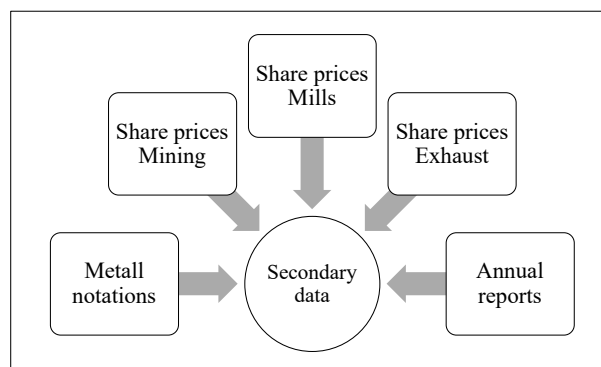 Share prices
Mills
Share prices
Mining
Share prices
Exhaust
Metall
notations
Secondary
data
Annual
reports